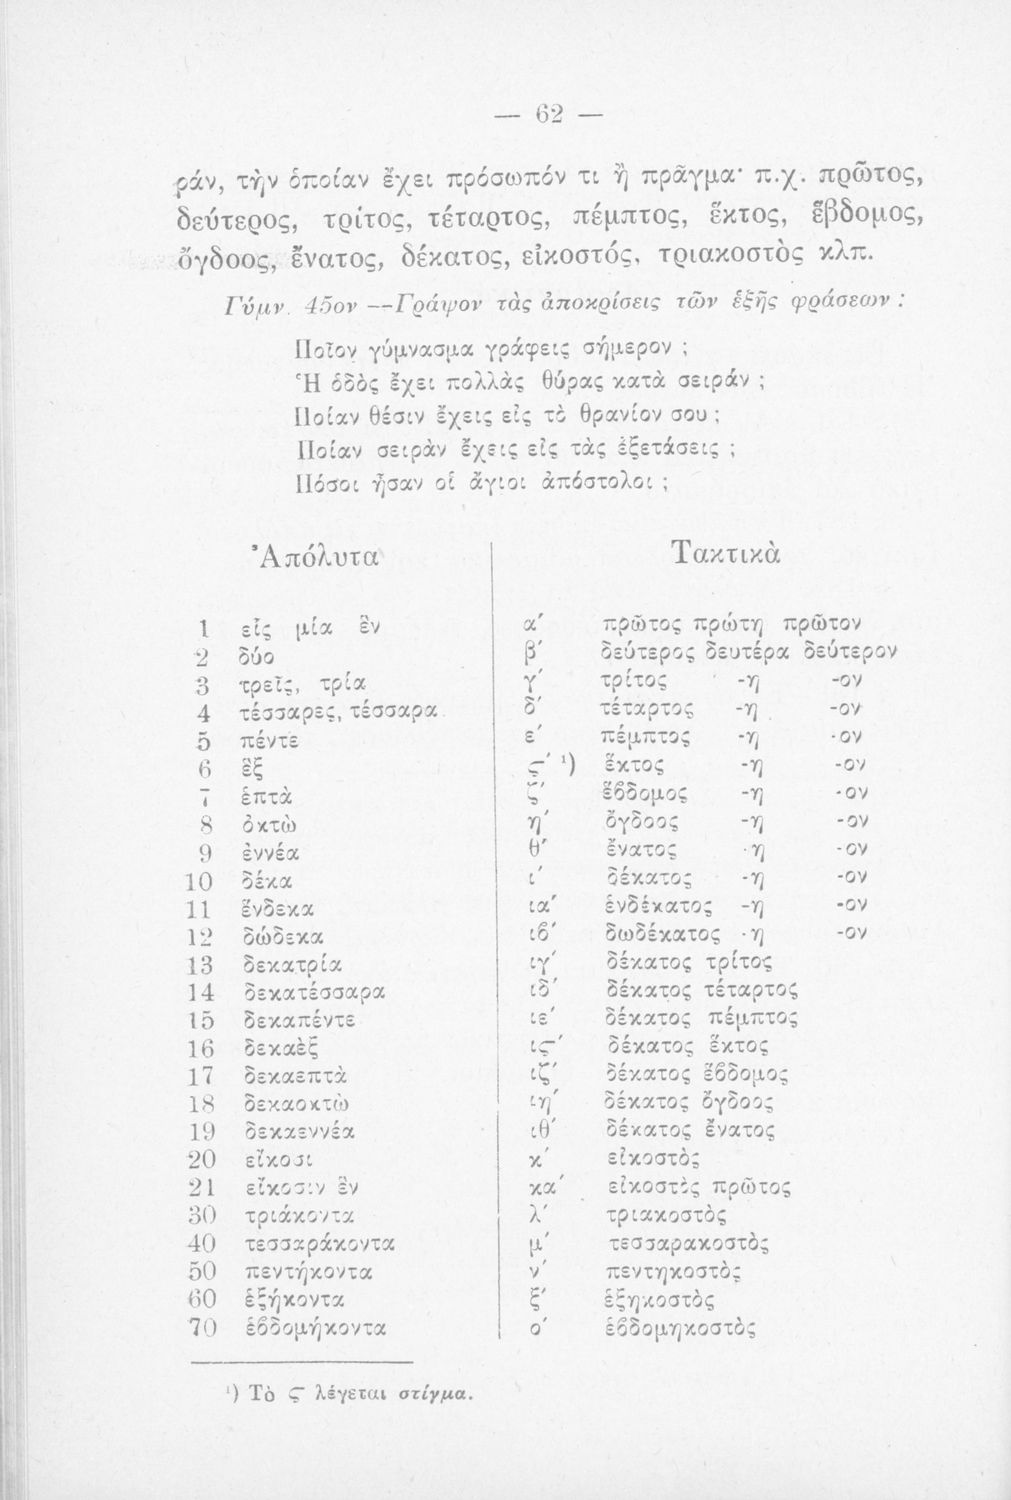 — 62 —
ράν, τὴν ὁποίαν ἔχει πρόσωπόν τι ἢ πρᾶγμα· π.χ. πρῶτος,
δεύτερος, τρίτος, τέταρτος, πέμπτος, ἕκτος, ἕβδομος,
ὄγδοος, ἔνατος, δέκατος, εἰκοστός, τριακοστὸς κλπ.
Γύμν. 45ον —Γράψον τὰς ἀποκρίσεις τῶν ἑξῆς φράσεων :
Ποῖον γύμνασμα γράφεις σήμερον ;
Ἡ ὁδὸς ἔχει πολλὰς θύρας κατὰ σειράν ;
Ποίαν θέσιν ἔχεις εἰς τὸ θρανίον σου ;
Ποίαν σειρὰν ἔχεις εἰς τὰς ἐξετάσεις ;
Πόσοι ἦσαν οἱ ἅγιοι ἀπόστολοι ;
Ἀπόλυτα Τακτικὰ
1 εἷς μία ἓν α΄ πρῶτος πρώτη πρῶτον
2 δύο β΄ δεύτερος δευτέρα δεύτερον
3 τρεῖς, τρία γ΄ τρίτος -η -ον
4 τέσσαρες, τέσσαρα δ΄ τέταρτος -η -ον
5 πέντε ε΄ πέμπτος -η -ον
6 ἓξ ϛ΄ ¹) ἕκτος -η -ον
7 ἑπτὰ ζ΄ ἕβδομος -η -ον
8 ὀκτὼ η΄ ὄγδοος -η -ον
9 ἐννέα θ΄ ἔνατος -η -ον
10 δέκα ι΄ δέκατος -η -ον
11 ἕνδεκα ια΄ ἑνδέκατος -η -ον
12 δώδεκα ιβ΄ δωδέκατος -η -ον
13 δεκατρία ιγ΄ δέκατος τρίτος
14 δεκατέσσαρα ιδ΄ δέκατος τέταρτος
15 δεκαπέντε ιε΄ δέκατος πέμπτος
16 δεκαὲξ ιϛ΄ δέκατος ἕκτος
17 δεκαεπτὰ ιζ΄ δέκατος ἕβδομος
18 δεκαοκτὼ ιη΄ δέκατος ὄγδοος
19 δεκαεννέα ιθ΄ δέκατος ἔνατος
20 εἴκοσι κ΄ εἰκοστὸς
21 εἴκοσιν ἓν κα΄ εἰκοστὸς πρῶτος
30 τριάκοντα λ΄ τριακοστὸς
40 τεσσαράκοντα μ΄ τεσσαρακοστὸς
50 πεντήκοντα ν΄ πεντηκοστὸς
60 ἑξήκοντα ξ΄ ἑξηκοστὸς
70 ἑβδομήκοντα ο΄ ἑβδομηκοστὸς
¹) Τὸ ϛ λέγεται στίγμα.